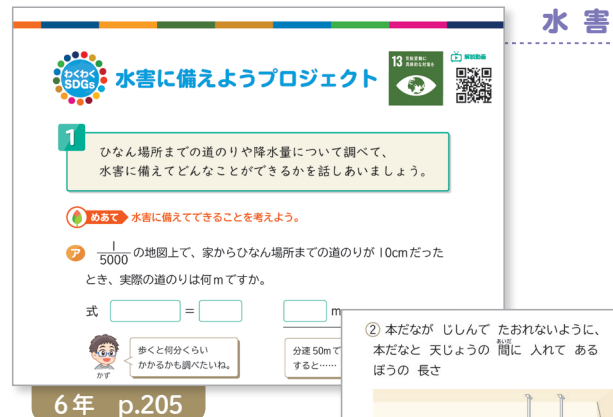 水害
わくわく
SDGs
水害に備えようプロジェクト
13 気候変動に
具体的な対策を
解説動画
1
ひなん場所までの道のりや降水量について調べて、
水害に備えてどんなことができるかを話しあいましょう。
めあて 水害に備えてできることを考えよう。
ア 1/5000 の地図上で、家からひなん場所までの道のりが10cmだった
とき、実際の道のりは何mですか。
式 = m
歩くと何分くらい
かかるかも調べたいね。
かず
分速50mで
すると……
6年 p.205
② 本だなが じしんで たおれないように、
本だなと 天じょうの 間に 入れて ある
あいだ
ぼうの 長さ